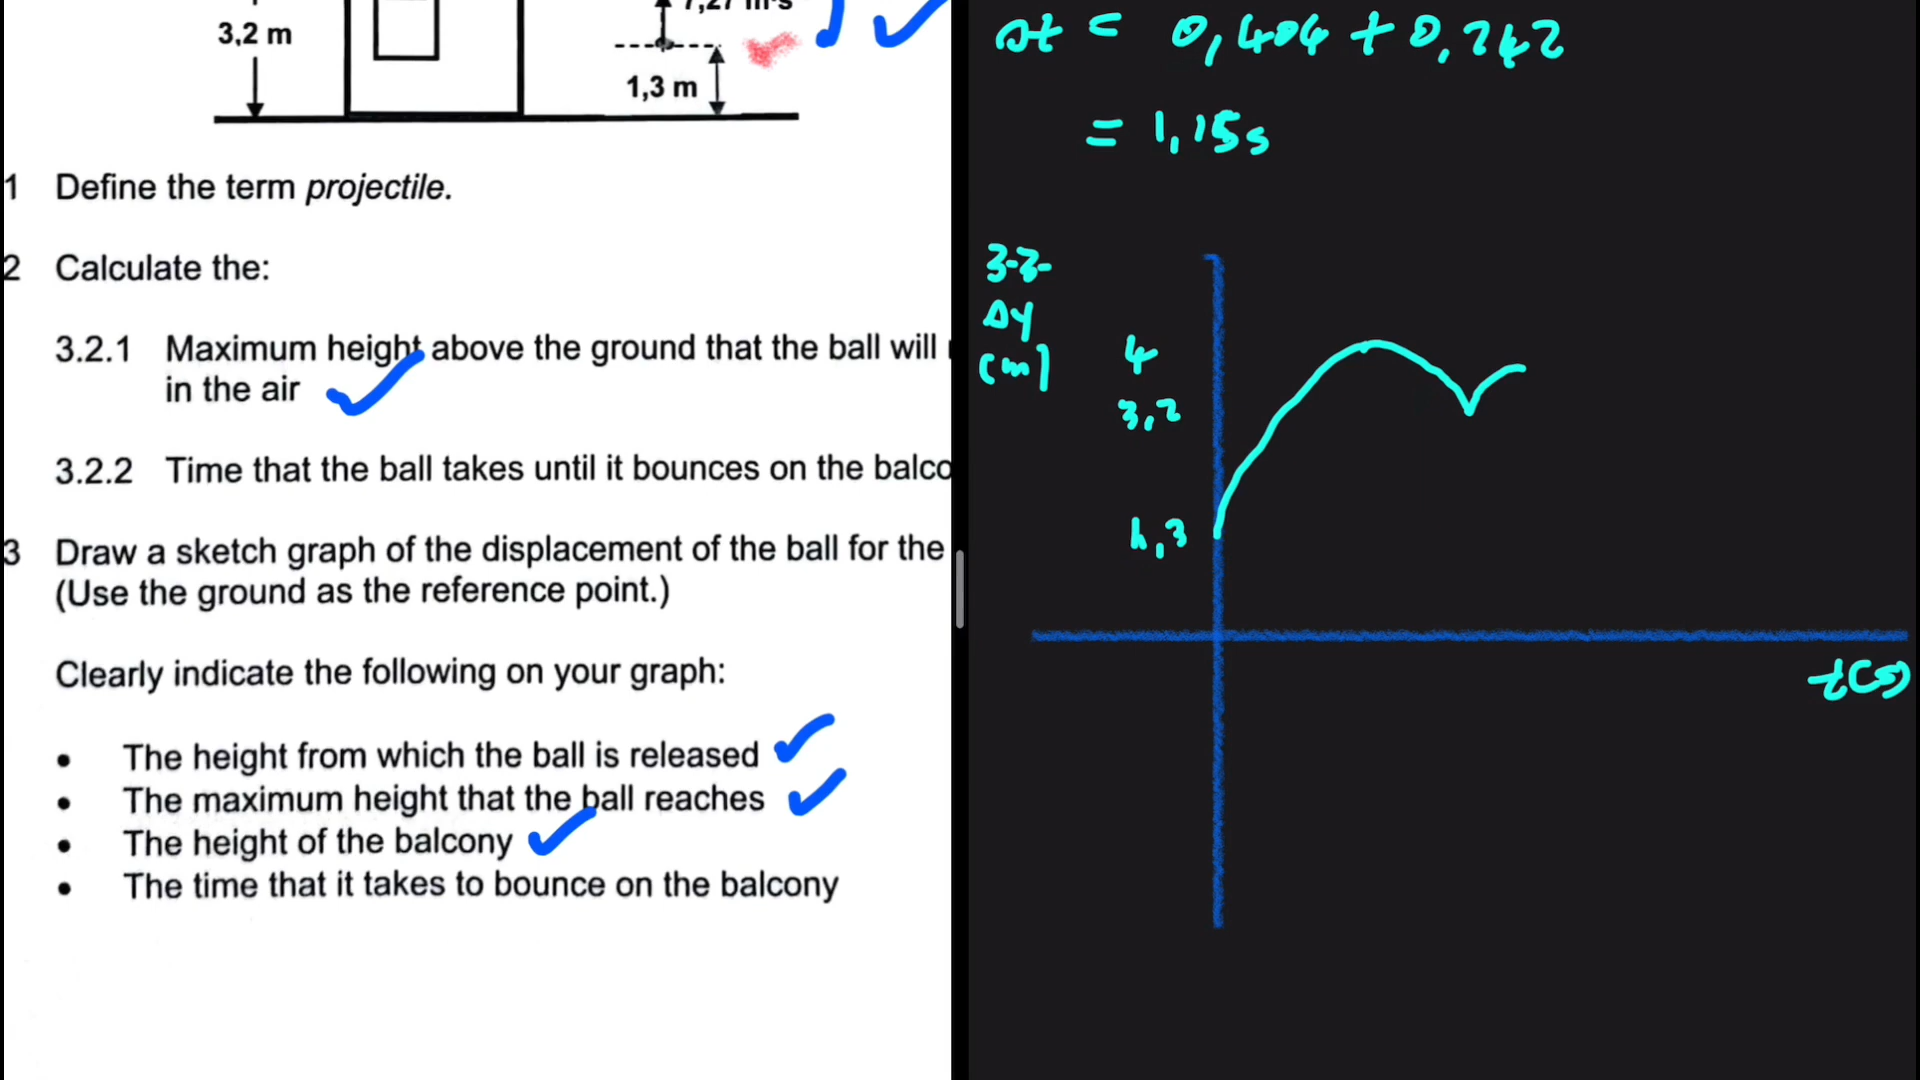 3,2 m
1,3 m
1 Define the term projectile.
2 Calculate the:
3.2.1 Maximum height above the ground that the ball will
in the air
3.2.2 Time that the ball takes until it bounces on the balco
3 Draw a sketch graph of the displacement of the ball for the
(Use the ground as the reference point.)
Clearly indicate the following on your graph:
• The height from which the ball is released
• The maximum height that the ball reaches
• The height of the balcony
• The time that it takes to bounce on the balcony
Δt = 0,404 + 0,742
= 1,15s
3.3.
Δy
(m)
4
3,2
1,3
t(s)